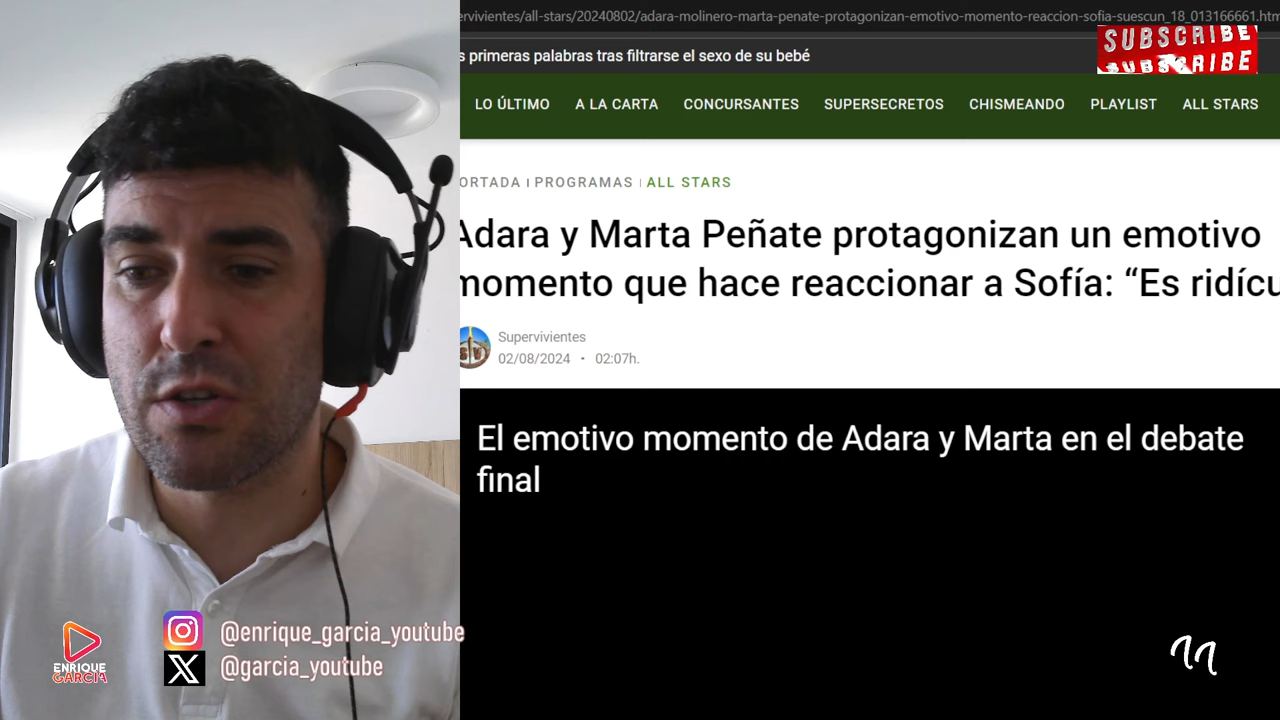 ervivientes/all-stars/20240802/adara-molinero-marta-penate-protagonizan-emotivo-momento-reaccion-sofia-suescun_18_013166661.htm
s primeras palabras tras filtrarse el sexo de su bebé
SUBSCRIBE
SUBSCRIBE
LO ÚLTIMO A LA CARTA CONCURSANTES SUPERSECRETOS CHISMEANDO PLAYLIST ALL STARS
ORTADA PROGRAMAS ALL STARS
Adara y Marta Peñate protagonizan un emotivo
momento que hace reaccionar a Sofía: “Es ridícu
Supervivientes
02/08/2024 · 02:07h.
El emotivo momento de Adara y Marta en el debate
final
@enrique_garcia_youtube
@garcia_youtube
ENRIQUE
GARCIA